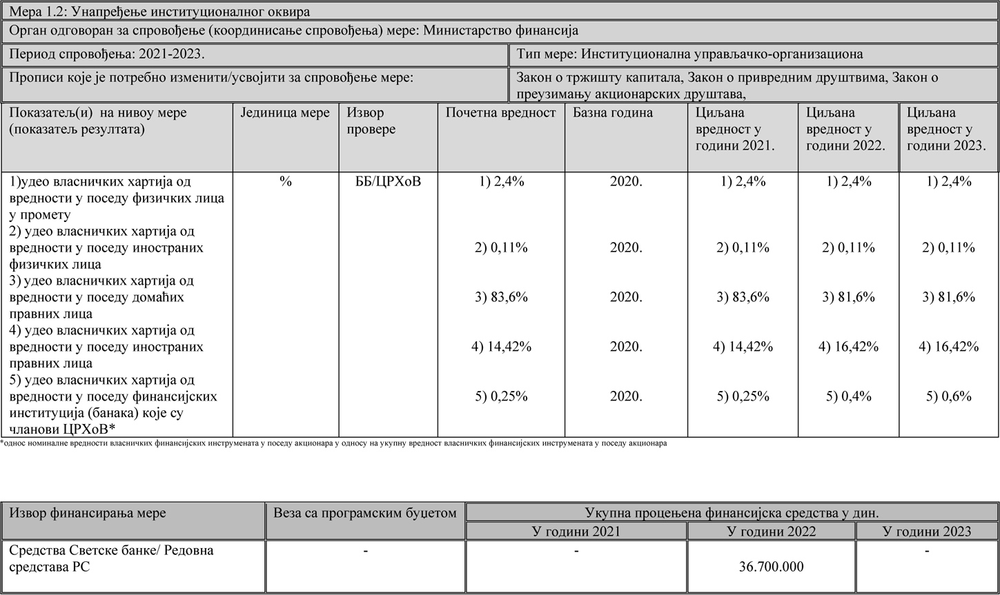 Мера 1.2: Унапређење институционалног оквира
Орган одговоран за спровођење (координисање спровођења) мере: Министарство финансија
Период спровођења: 2021-2023.
Тип мере: Институционална управљачко-организациона
Прописи које је потребно изменити/усвојити за спровођење мере:
Закон о тржишту капитала, Закон о привредним друштвима, Закон о
преузимању акционарских друштава,
Показатељ(и) на нивоу мере
(показатељ резултата)
Јединица мере
Извор
провере
Почетна вредност
Базна година
Циљана
вредност у
години 2021.
Циљана
вредност у
години 2022.
Циљана
вредност у
години 2023.
1)удео власничких хартија од
вредности у поседу физичких лица
у промету
%
ББ/ЦРХоВ
1) 2,4%
2020.
1) 2,4%
1) 2,4%
1) 2,4%
2) удео власничких хартија од
вредности у поседу иностраних
физичких лица
2) 0,11%
2020.
2) 0,11%
2) 0,11%
2) 0,11%
3) удео власничких хартија од
вредности у поседу домаћих
правних лица
3) 83,6%
2020.
3) 83,6%
3) 81,6%
3) 81,6%
4) удео власничких хартија од
вредности у поседу иностраних
правних лица
4) 14,42%
2020.
4) 14,42%
4) 16,42%
4) 16,42%
5) удео власничких хартија од
вредности у поседу финансијских
институција (банака) које су
чланови ЦРХоВ*
5) 0,25%
2020.
5) 0,25%
5) 0,4%
5) 0,6%
*однос номиналне вредности власничких финансијских инструмената у поседу акционара у односу на укупну вредност власничких финансијских инструмената у поседу акционара
Извор финансирања мере
Веза са програмским буџетом
Укупна процењена финансијска средства у дин.
У години 2021
У години 2022
У години 2023
Средства Светске банке/ Редовна
средстава РС
-
-
36.700.000
-